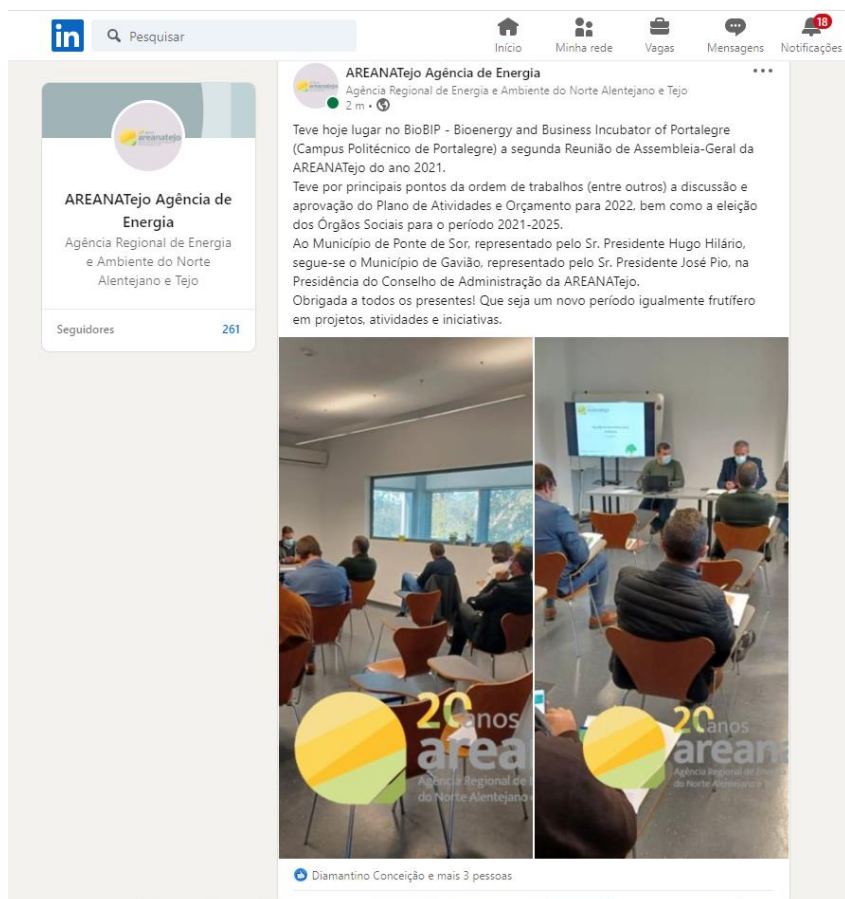 in
Pesquisar
Início
Minha rede
Vagas
Mensagens
18
Notificações
areanatejo
AREANATejo Agência de
Energia
Agência Regional de Energia
e Ambiente do Norte
Alentejano e Tejo
Seguidores 261
AREANATejo Agência de Energia
Agência Regional de Energia e Ambiente do Norte Alentejano e Tejo
2 m •
Teve hoje lugar no BioBIP - Bioenergy and Business Incubator of Portalegre
(Campus Politécnico de Portalegre) a segunda Reunião de Assembleia-Geral da
AREANATejo do ano 2021.
Teve por principais pontos da ordem de trabalhos (entre outros) a discussão e
aprovação do Plano de Atividades e Orçamento para 2022, bem como a eleição
dos Órgãos Sociais para o período 2021-2025.
Ao Município de Ponte de Sor, representado pelo Sr. Presidente Hugo Hilário,
segue-se o Município de Gavião, representado pelo Sr. Presidente José Pio, na
Presidência do Conselho de Administração da AREANATejo.
Obrigada a todos os presentes! Que seja um novo período igualmente frutífero
em projetos, atividades e iniciativas.
20anos
area
Agência Regional de
do Norte Alentejano
20anos
arean
Agência Regional de
do Norte Alentejano
Diamantino Conceição e mais 3 pessoas